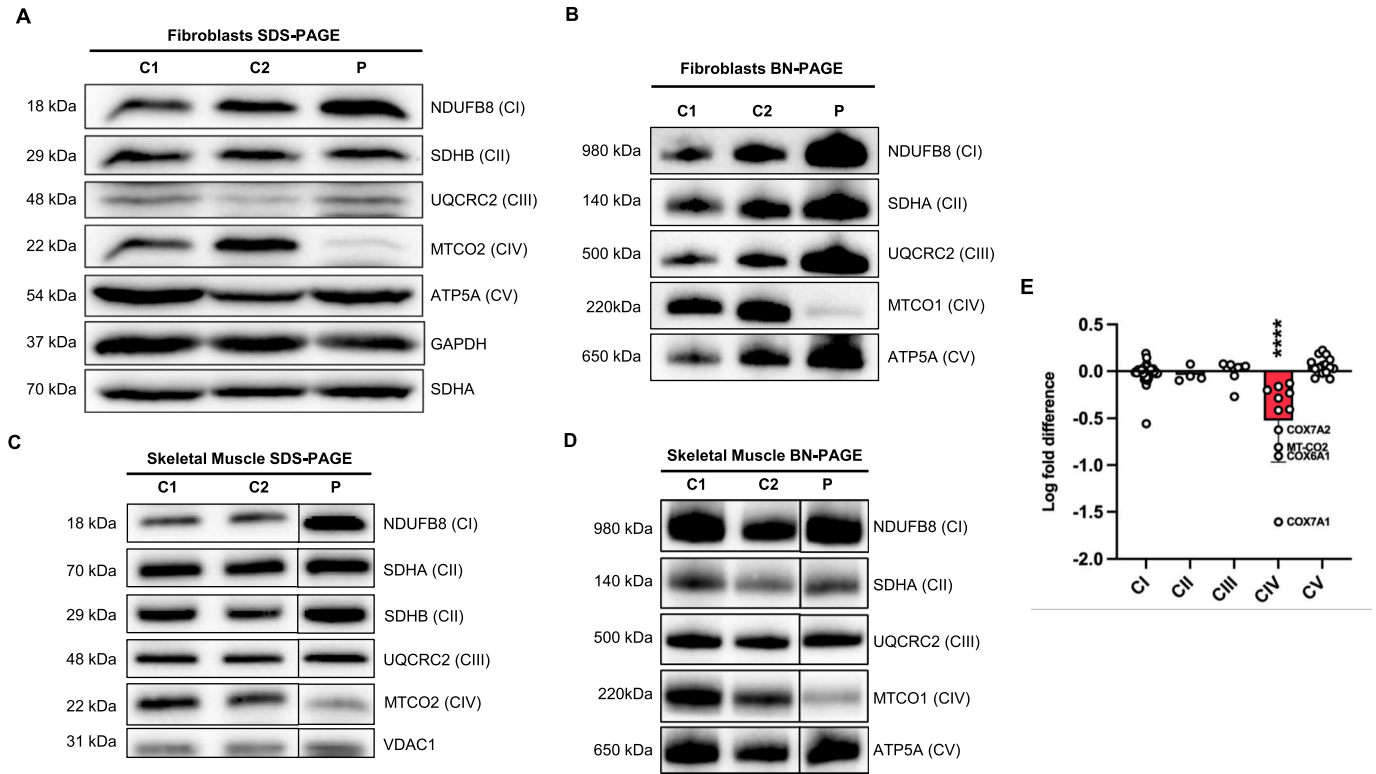 A
Fibroblasts SDS-PAGE
C1 C2 P
18 kDa NDUFB8 (CI)
29 kDa SDHB (CII)
48 kDa UQCRC2 (CIII)
22 kDa MTCO2 (CIV)
54 kDa ATP5A (CV)
37 kDa GAPDH
70 kDa SDHA
B
Fibroblasts BN-PAGE
C1 C2 P
980 kDa NDUFB8 (CI)
140 kDa SDHA (CII)
500 kDa UQCRC2 (CIII)
220kDa MTCO1 (CIV)
650 kDa ATP5A (CV)
C
Skeletal Muscle SDS-PAGE
C1 C2 P
18 kDa NDUFB8 (CI)
70 kDa SDHA (CII)
29 kDa SDHB (CII)
48 kDa UQCRC2 (CIII)
22 kDa MTCO2 (CIV)
31 kDa VDAC1
D
Skeletal Muscle BN-PAGE
C1 C2 P
980 kDa NDUFB8 (CI)
140 kDa SDHA (CII)
500 kDa UQCRC2 (CIII)
220kDa MTCO1 (CIV)
650 kDa ATP5A (CV)
E
Log fold difference
0.5
0.0
-0.5
-1.0
-1.5
-2.0
****
COX7A2
MT-CO2
COX6A1
COX7A1
CI CII CIII CIV CV